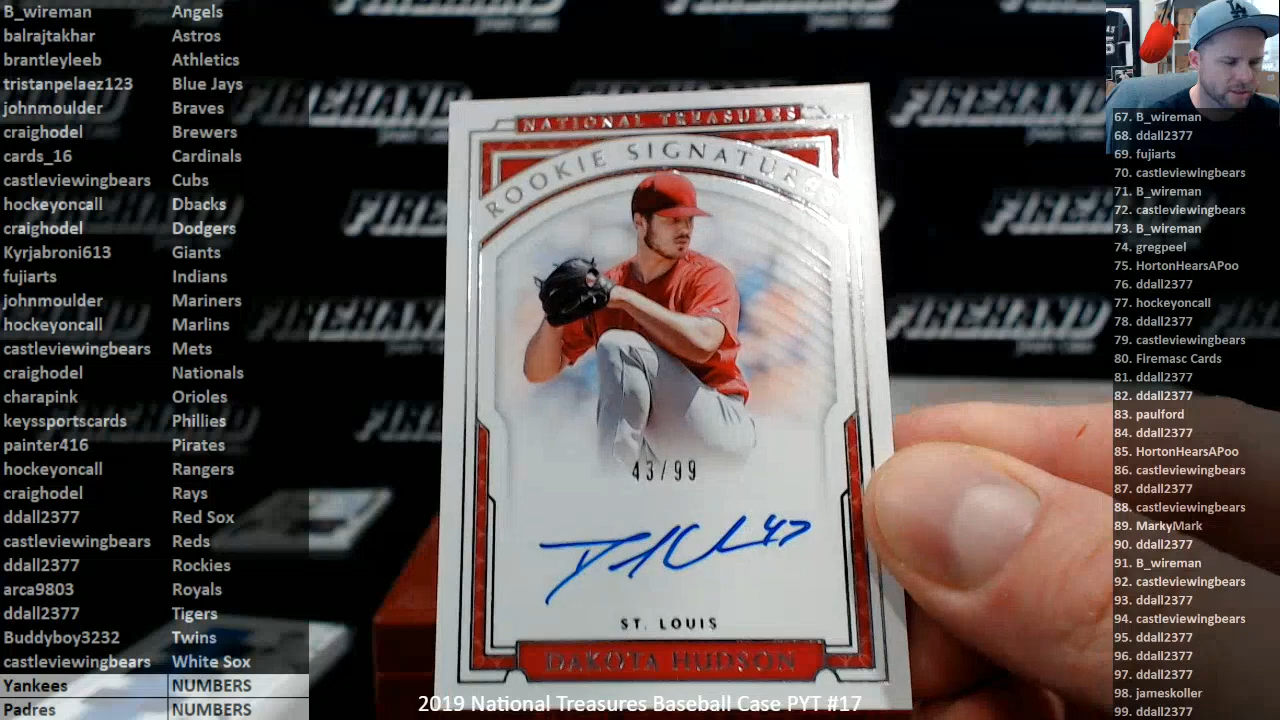 B_wireman Angels
balrajtakhar Astros
brantleyleeb Athletics
tristanpelaez123 Blue Jays
johnmoulder Braves
craighodel Brewers
cards_16 Cardinals
castleviewingbears Cubs
hockeyoncall Dbacks
craighodel Dodgers
Kyrjabroni613 Giants
fujiarts Indians
johnmoulder Mariners
hockeyoncall Marlins
castleviewingbears Mets
craighodel Nationals
charapink Orioles
keyssportscards Phillies
painter416 Pirates
hockeyoncall Rangers
craighodel Rays
ddall2377 Red Sox
castleviewingbears Reds
ddall2377 Rockies
arca9803 Royals
ddall2377 Tigers
Buddyboy3232 Twins
castleviewingbears White Sox
Yankees NUMBERS
Padres NUMBERS
FIREHAND
FIREHAND
FIREHAND
FIREHAND
NATIONAL TREASURES
ROOKIE SIGNATURES
43/99
ST. LOUIS
DAKOTA HUDSON
2019 National Treasures Baseball Case PYT #17
LA
67. B_wireman
68. ddall2377
69. fujiarts
70. castleviewingbears
71. B_wireman
72. castleviewingbears
73. B_wireman
74. gregpeel
75. HortonHearsAPoo
76. ddall2377
77. hockeyoncall
78. ddall2377
79. castleviewingbears
80. Firemasc Cards
81. ddall2377
82. ddall2377
83. paulford
84. ddall2377
85. HortonHearsAPoo
86. castleviewingbears
87. ddall2377
88. castleviewingbears
89. MarkyMark
90. ddall2377
91. B_wireman
92. castleviewingbears
93. ddall2377
94. castleviewingbears
95. ddall2377
96. ddall2377
97. ddall2377
98. jameskoller
99. ddall2377